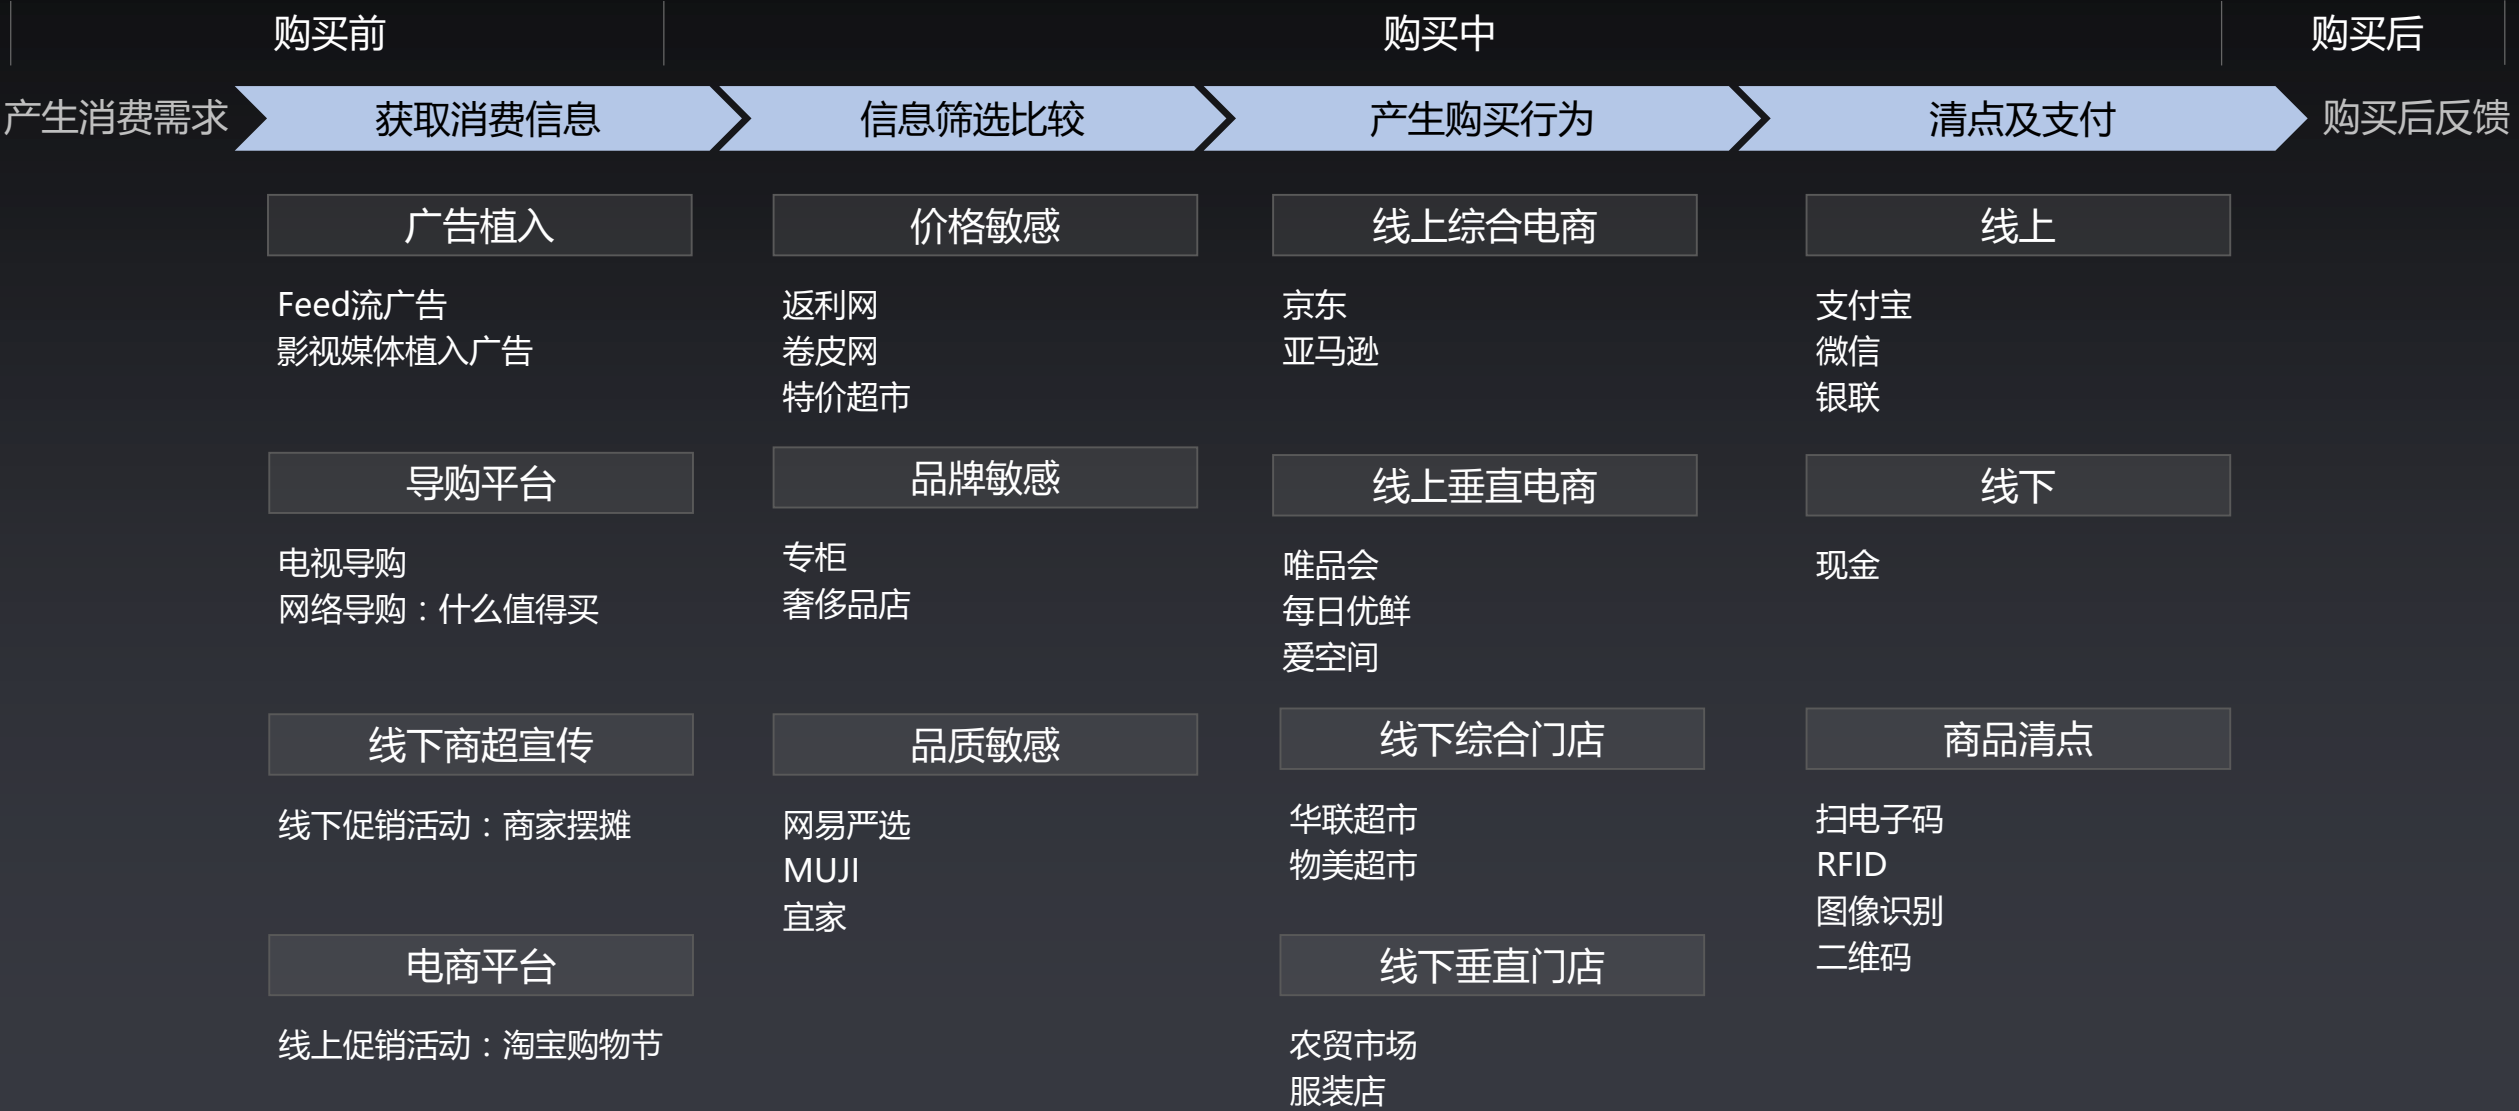 购买前
购买中
购买后
产生消费需求
获取消费信息
信息筛选比较
产生购买行为
清点及支付
购买后反馈
广告植入
Feed流广告
影视媒体植入广告
导购平台
电视导购
网络导购：什么值得买
线下商超宣传
线下促销活动：商家摆摊
电商平台
线上促销活动：淘宝购物节
价格敏感
返利网
卷皮网
特价超市
品牌敏感
专柜
奢侈品店
品质敏感
网易严选
MUJI
宜家
线上综合电商
京东
亚马逊
线上垂直电商
唯品会
每日优鲜
爱空间
线下综合门店
华联超市
物美超市
线下垂直门店
农贸市场
服装店
线上
支付宝
微信
银联
线下
现金
商品清点
扫电子码
RFID
图像识别
二维码